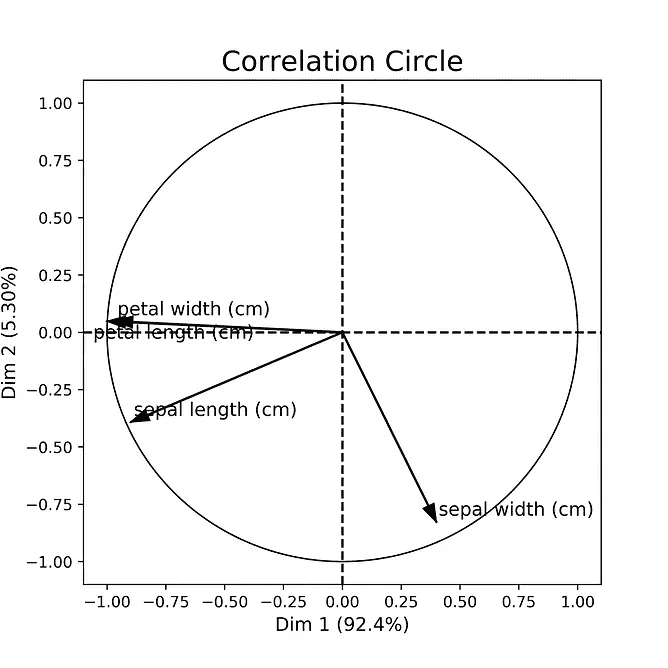 Correlation Circle
1.00
0.75
0.50
0.25
0.00
−0.25
−0.50
−0.75
−1.00
Dim 2 (5.30%)
petal width (cm)
petal length (cm)
sepal length (cm)
sepal width (cm)
−1.00 −0.75 −0.50 −0.25 0.00 0.25 0.50 0.75 1.00
Dim 1 (92.4%)